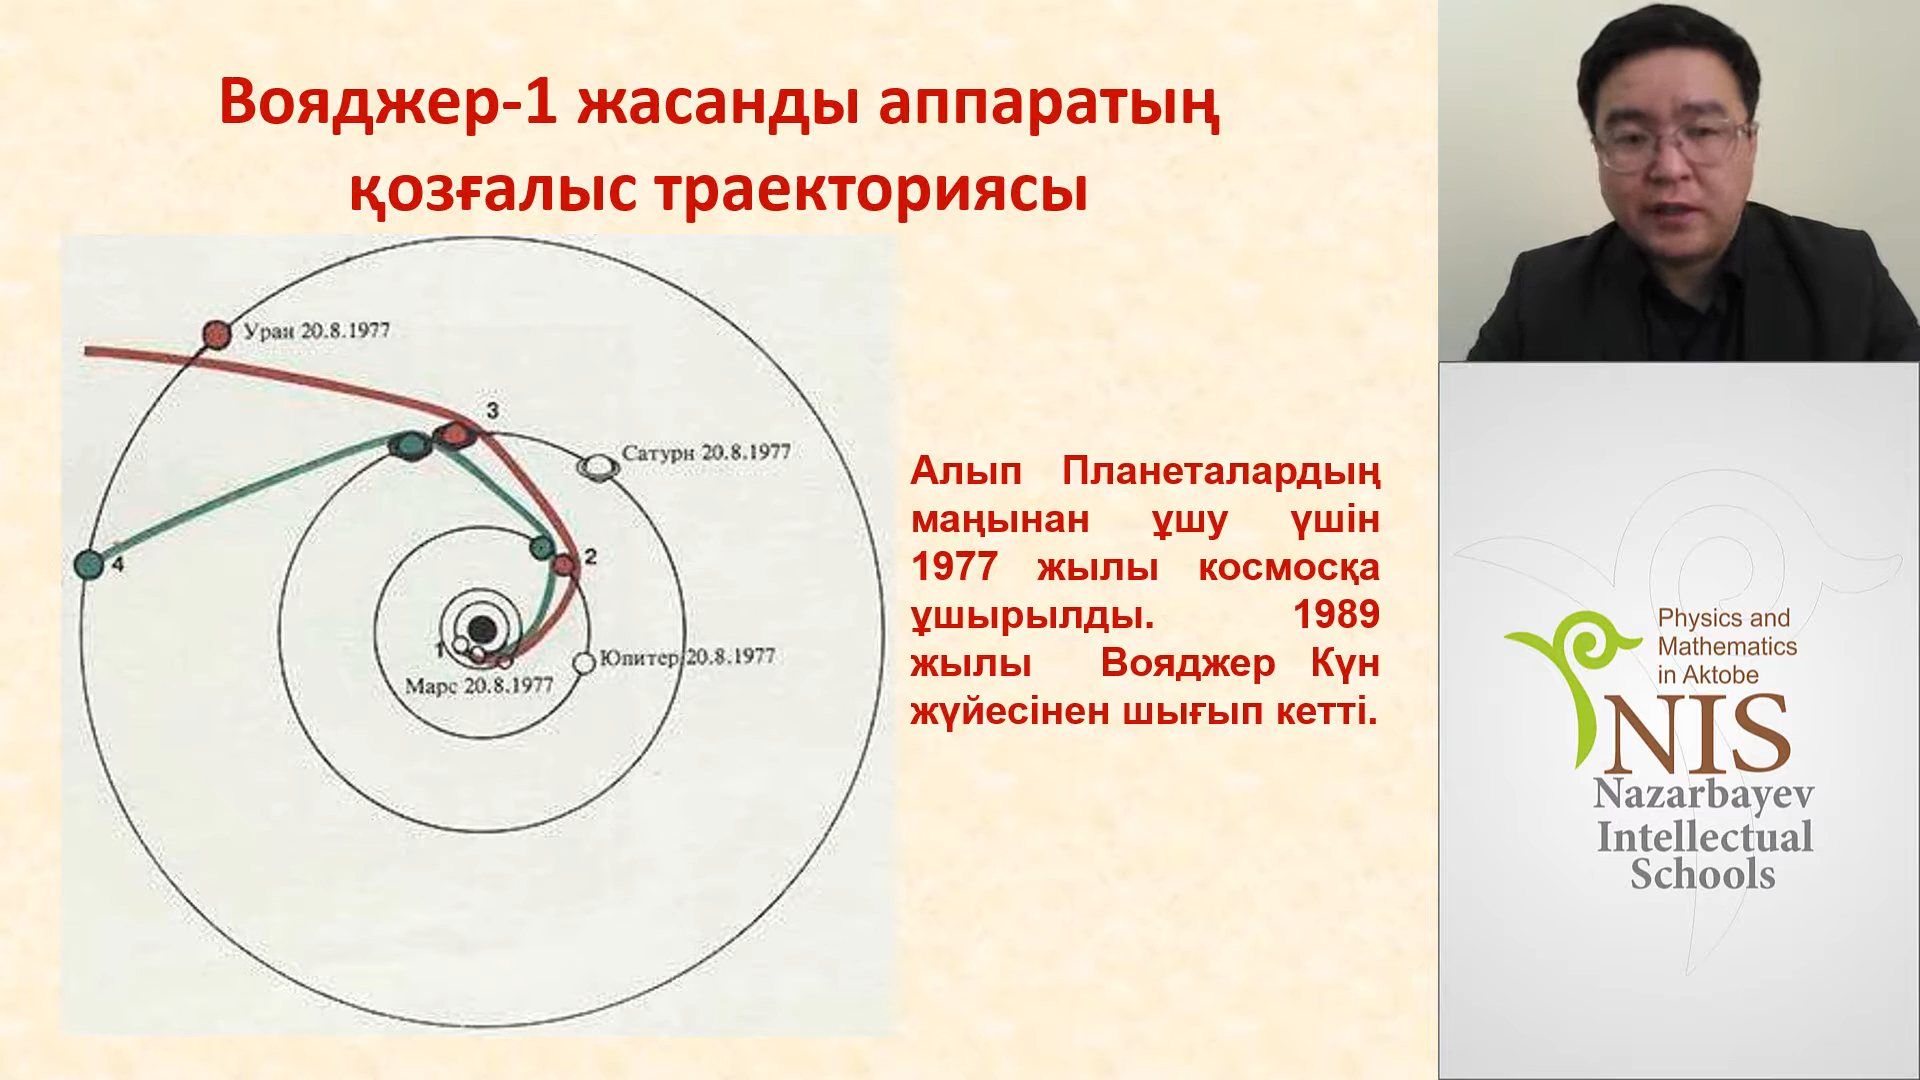 Вояджер-1 жасанды аппаратың
қозғалыс траекториясы
Уран 20.8.1977
3
Сатурн 20.8.1977
2
4
1
Юпитер 20.8.1977
Марс 20.8.1977
Алып Планеталардың
маңынан ұшу үшін
1977 жылы космосқа
ұшырылды. 1989
жылы Вояджер Күн
жүйесінен шығып кетті.
Physics and
Mathematics
in Aktobe
NIS
Nazarbayev
Intellectual
Schools